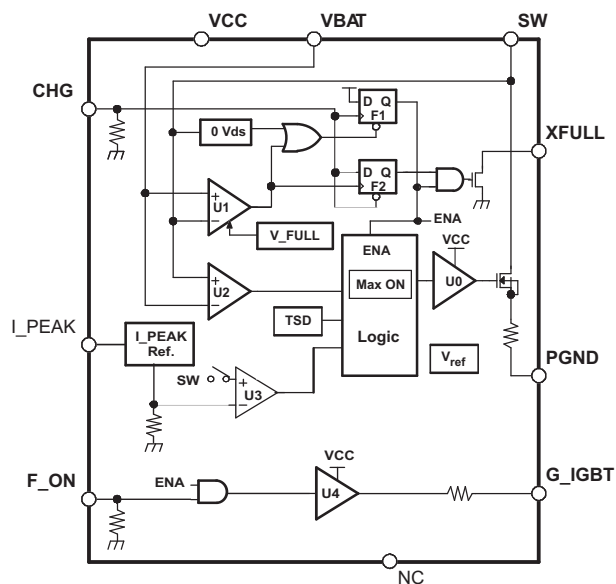 VCC
VBAT
SW
CHG
D Q
F1
0 Vds
XFULL
D Q
F2
+
U1
−
ENA
V_FULL
ENA
VCC
+
U2
−
Max ON
U0
I_PEAK
I_PEAK
Ref.
TSD
Logic
Vref
PGND
SW
+
U3
−
F_ON
ENA
VCC
U4
G_IGBT
NC